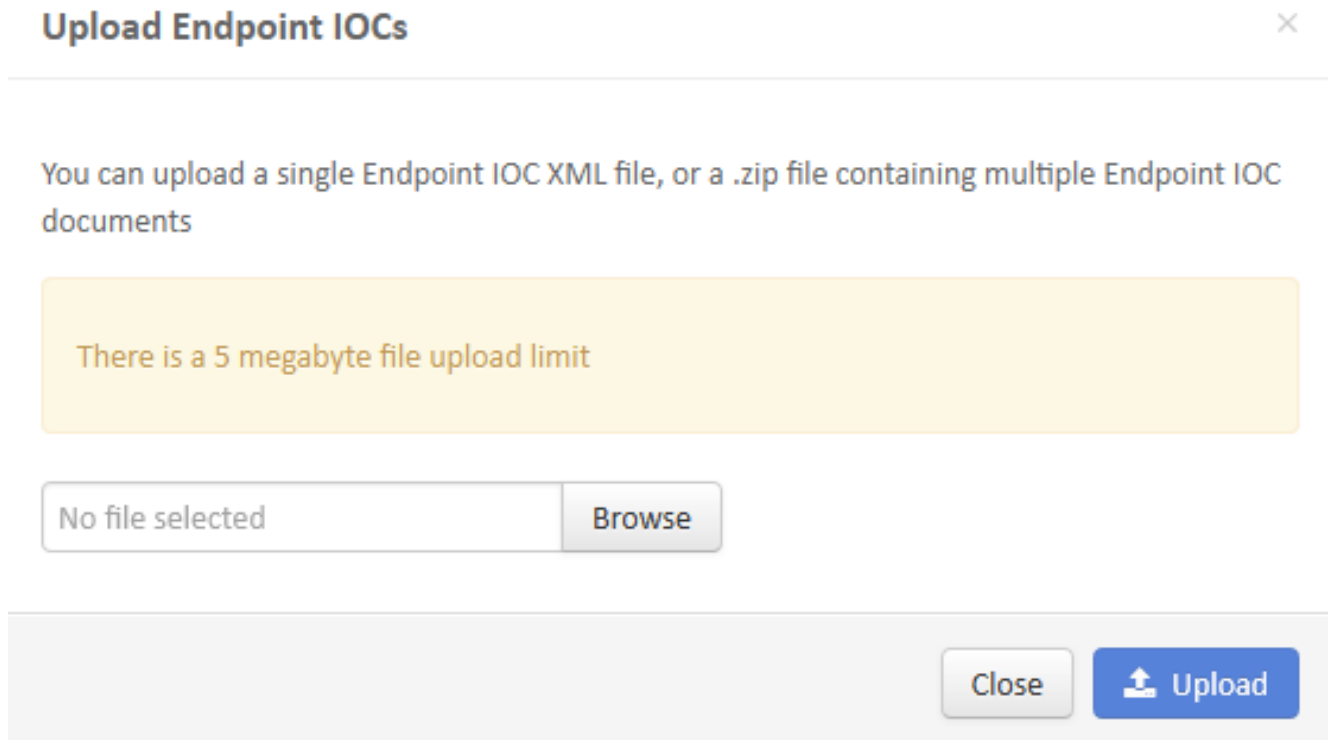 Upload Endpoint IOCs
×
You can upload a single Endpoint IOC XML file, or a .zip file containing multiple Endpoint IOC
documents
There is a 5 megabyte file upload limit
No file selected
Browse
Close
Upload